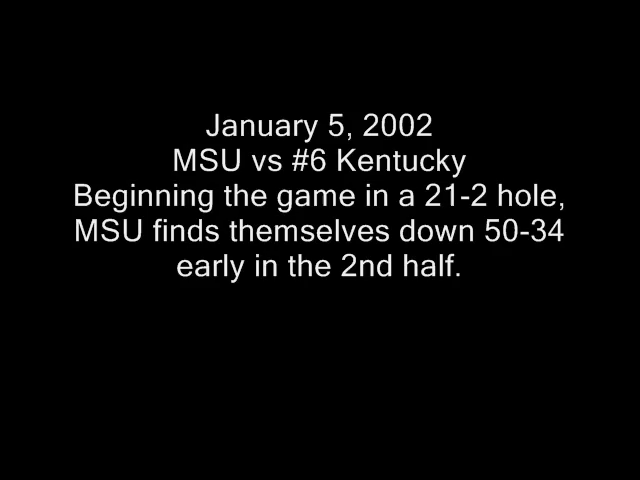 January 5, 2002
MSU vs #6 Kentucky
Beginning the game in a 21-2 hole,
MSU finds themselves down 50-34
early in the 2nd half.